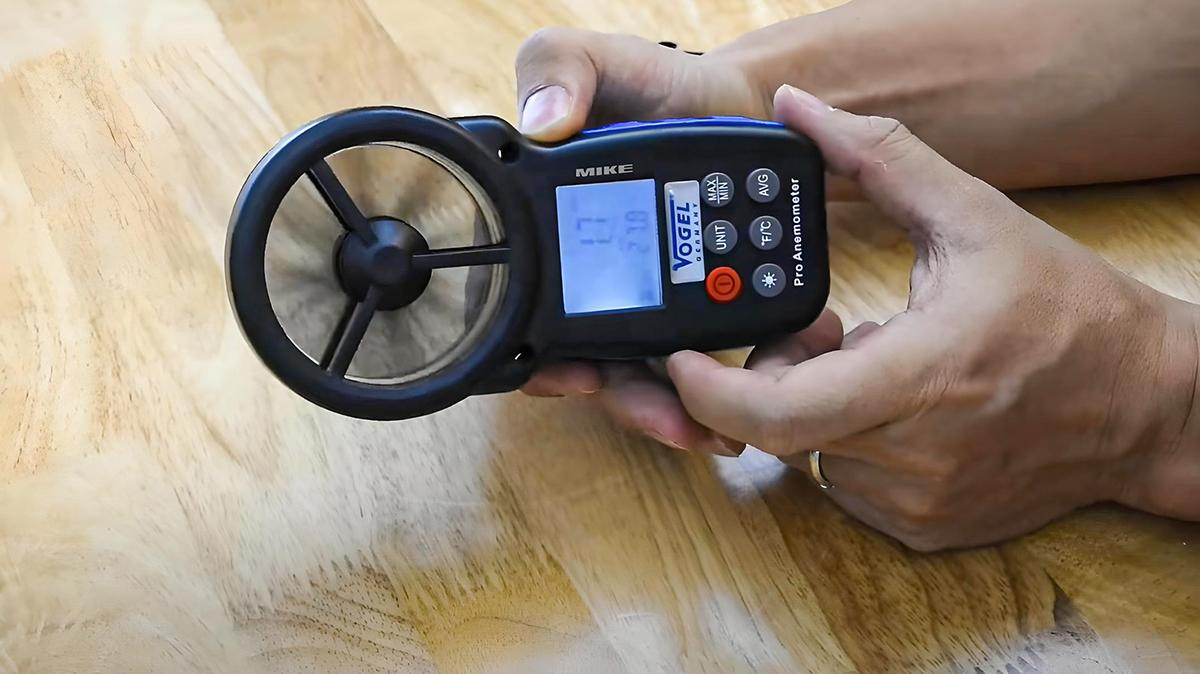 MIKE
VOGEL
GERMANY
MAX
MIN
AVG
UNIT
°F/°C
Pro Anemometer